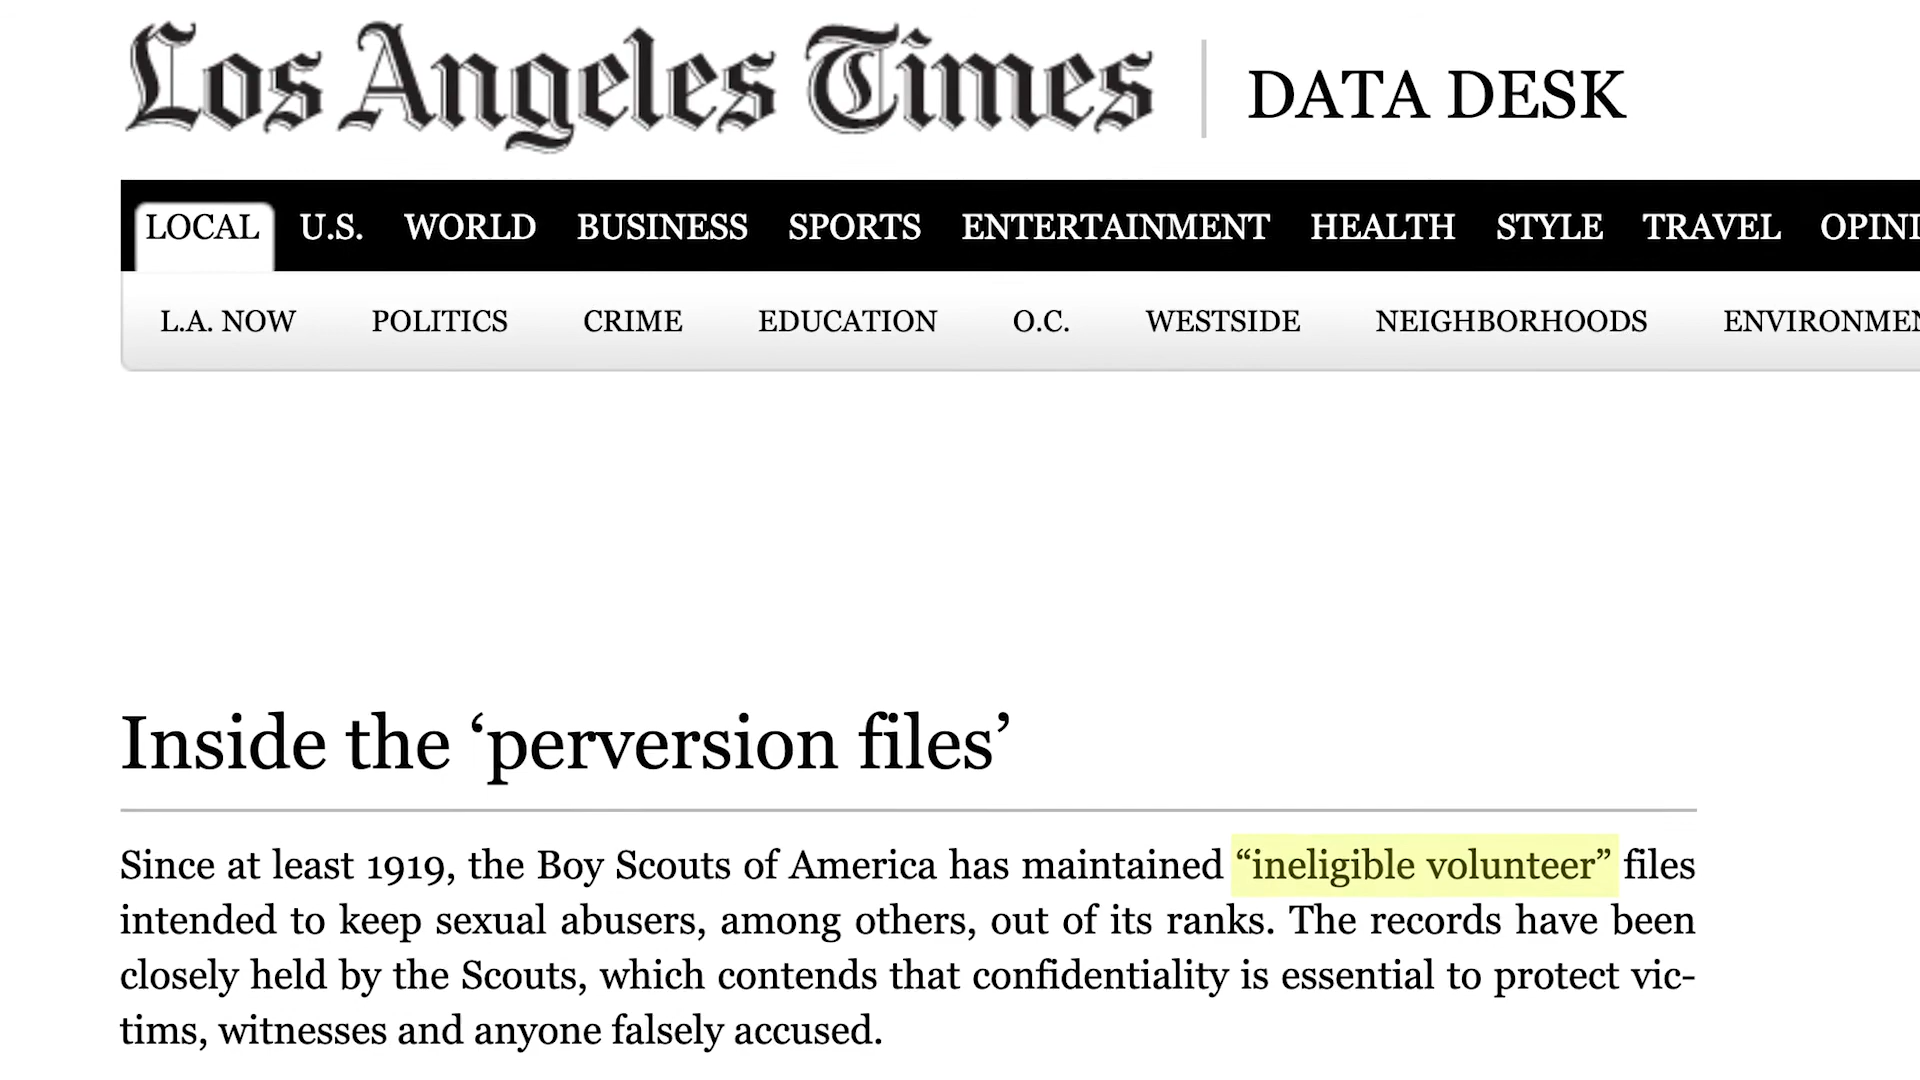 Los Angeles Times | DATA DESK
LOCAL U.S. WORLD BUSINESS SPORTS ENTERTAINMENT HEALTH STYLE TRAVEL OPINI
L.A. NOW POLITICS CRIME EDUCATION O.C. WESTSIDE NEIGHBORHOODS ENVIRONMEN
Inside the ‘perversion files’
Since at least 1919, the Boy Scouts of America has maintained “ineligible volunteer” files
intended to keep sexual abusers, among others, out of its ranks. The records have been
closely held by the Scouts, which contends that confidentiality is essential to protect vic-
tims, witnesses and anyone falsely accused.